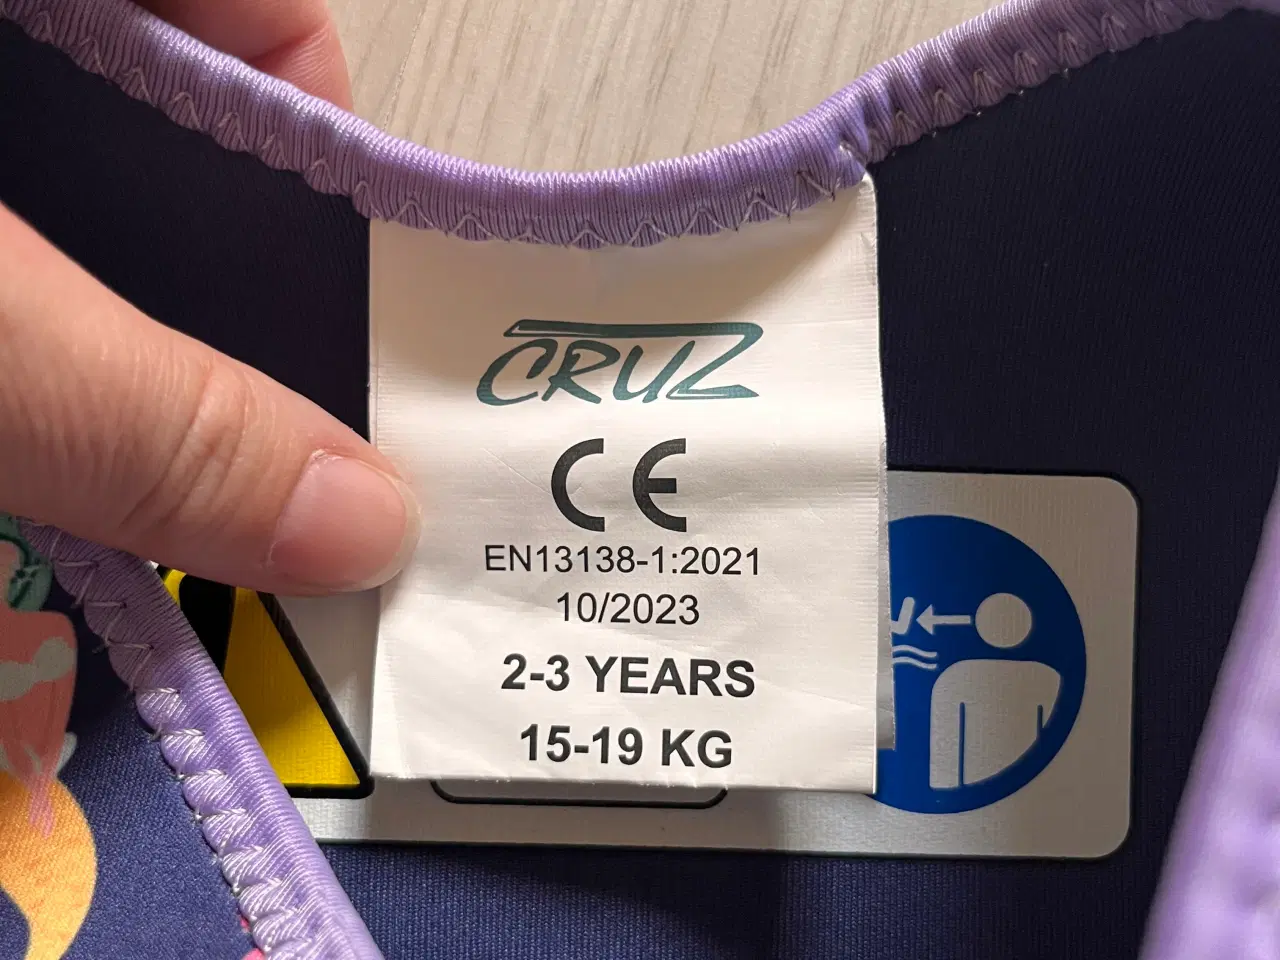 CRUZ
CE
EN13138-1:2021
10/2023
2-3 YEARS
15-19 KG